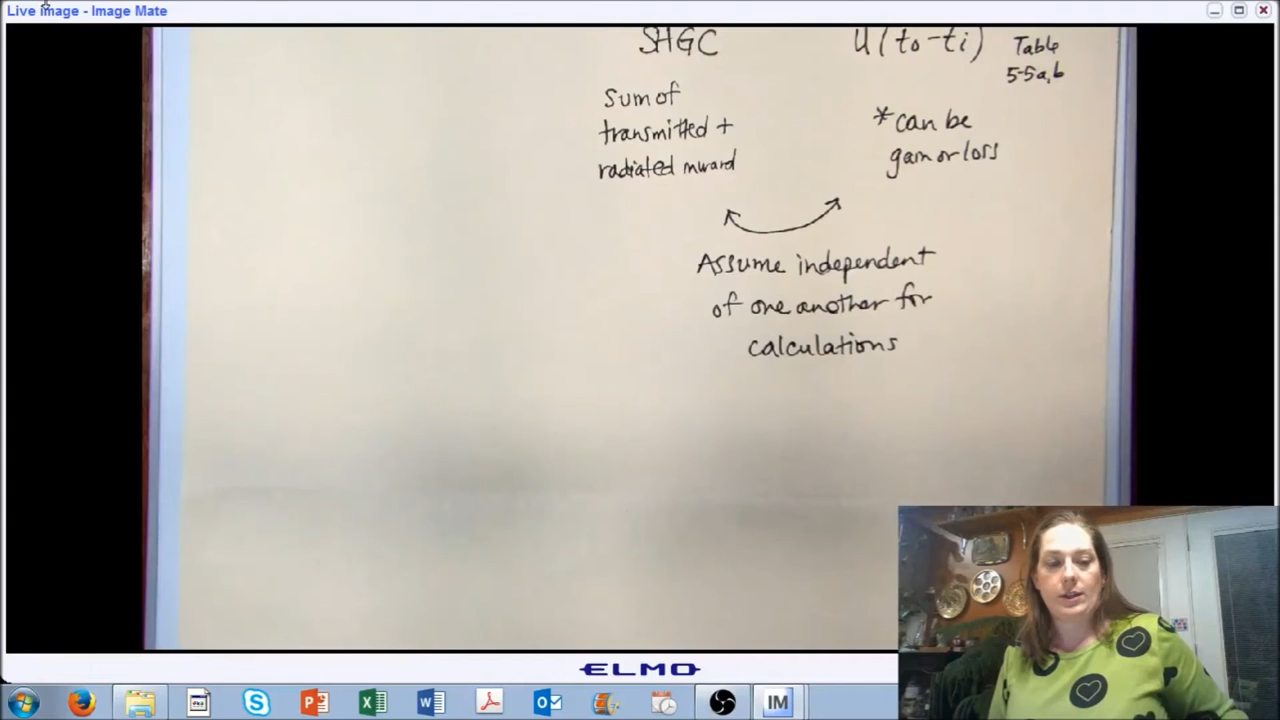 Live Image - Image Mate
SHGC
U(to-ti)
Table
5-5a,b
Sum of
transmitted +
radiated inward
*can be
gain or loss
Assume independent
of one another for
calculations
ELMO
IM